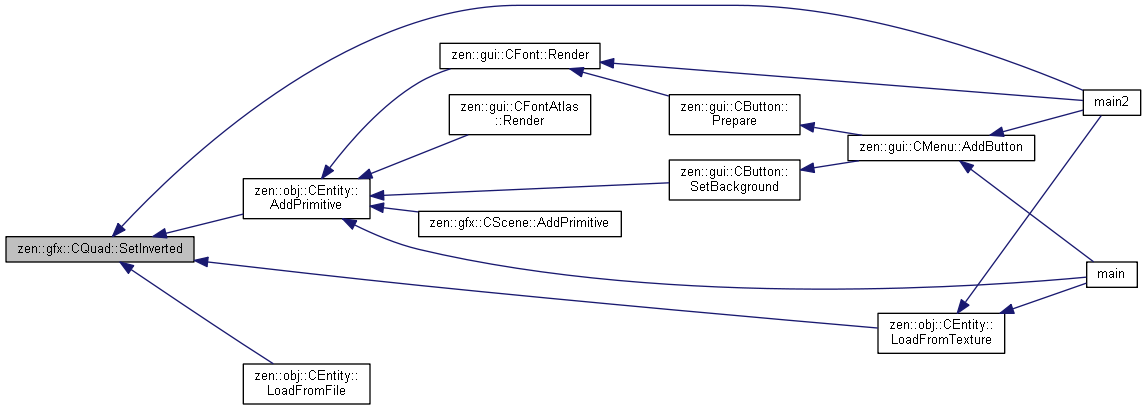 zen::gui::CFont::Render
main2
zen::gui::CFontAtlas
::Render
zen::gui::CButton::
Prepare
zen::gui::CMenu::AddButton
zen::gui::CButton::
SetBackground
zen::obj::CEntity::
AddPrimitive
zen::gfx::CScene::AddPrimitive
zen::gfx::CQuad::SetInverted
main
zen::obj::CEntity::
LoadFromTexture
zen::obj::CEntity::
LoadFromFile